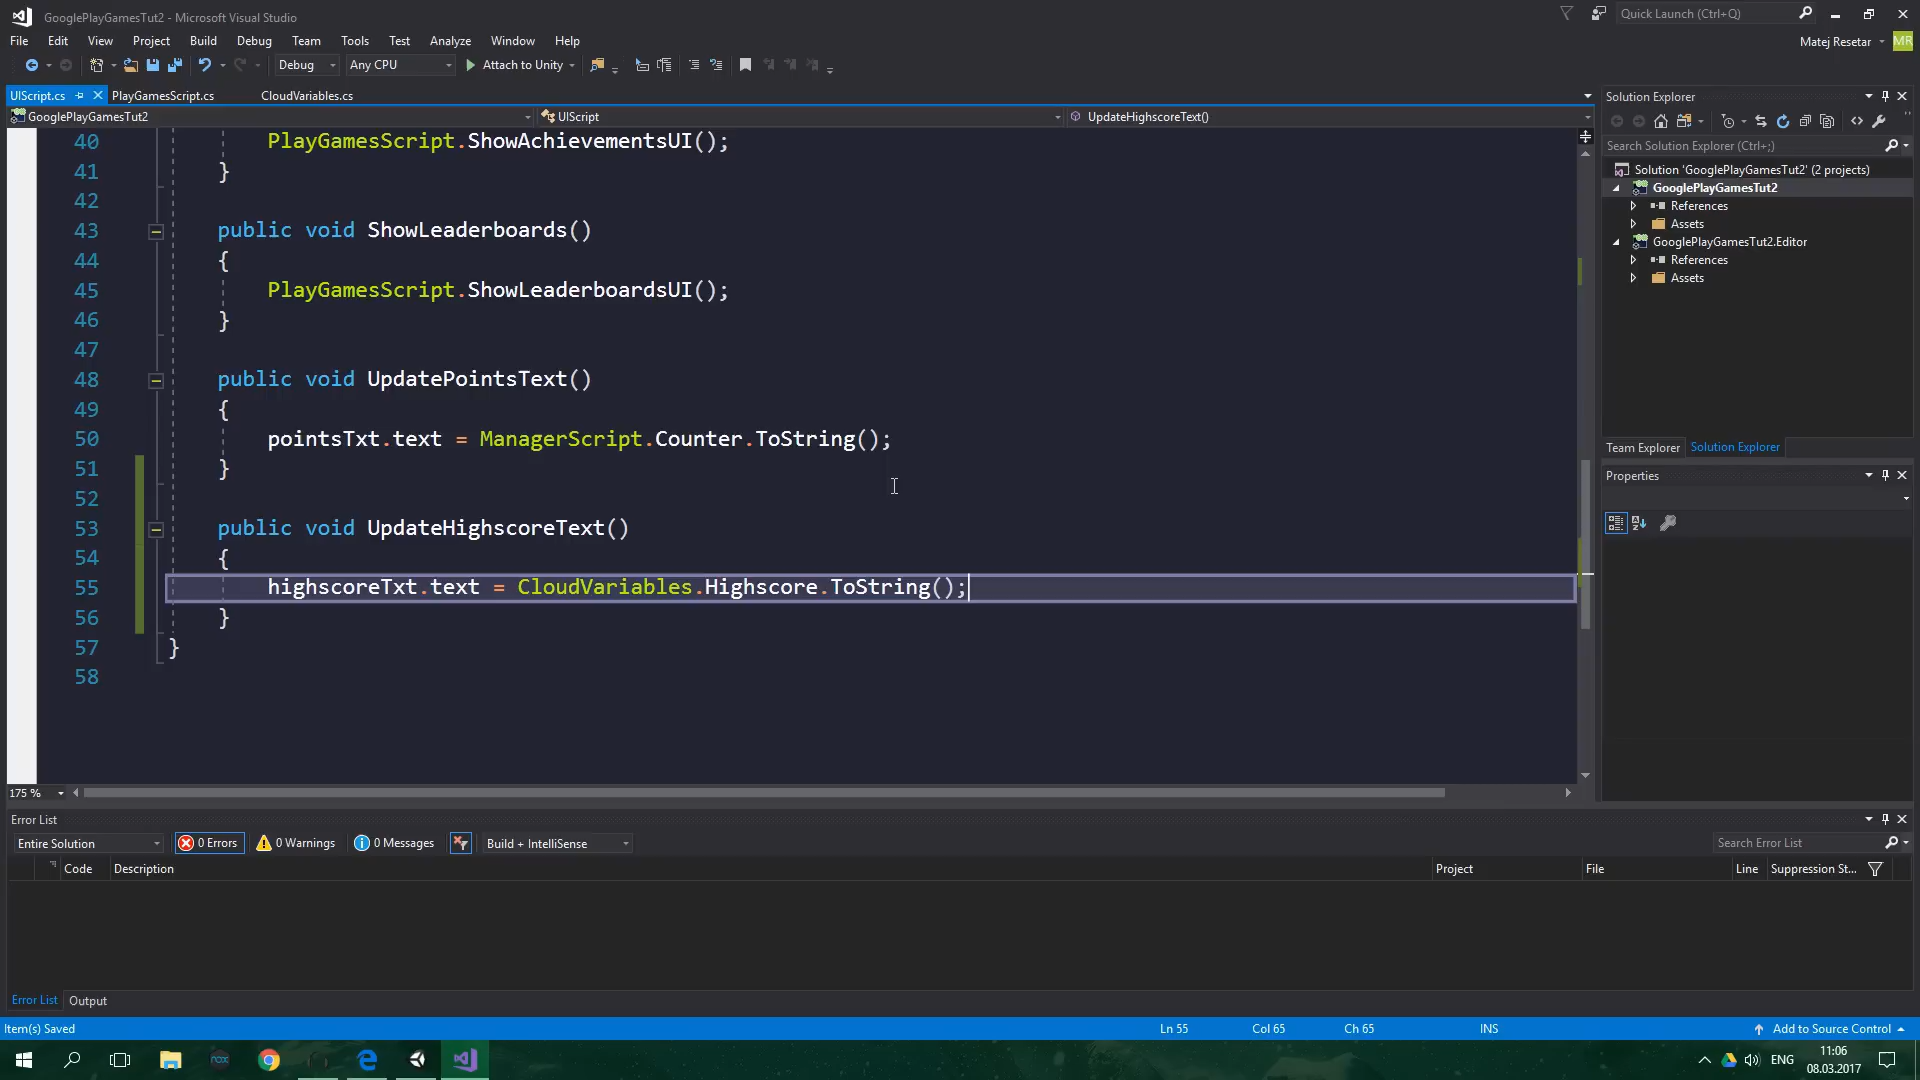 GooglePlayGamesTut2 - Microsoft Visual Studio
Quick Launch (Ctrl+Q)
File Edit View Project Build Debug Team Tools Test Analyze Window Help
Matej Resetar MR
Debug Any CPU Attach to Unity
UIScript.cs PlayGamesScript.cs CloudVariables.cs
GooglePlayGamesTut2 UIScript UpdateHighscoreText()
40 PlayGamesScript.ShowAchievementsUI();
41 }
42
43 public void ShowLeaderboards()
44 {
45 PlayGamesScript.ShowLeaderboardsUI();
46 }
47
48 public void UpdatePointsText()
49 {
50 pointsTxt.text = ManagerScript.Counter.ToString();
51 }
52
53 public void UpdateHighscoreText()
54 {
55 highscoreTxt.text = CloudVariables.Highscore.ToString();
56 }
57 }
58
175 %
Solution Explorer
Search Solution Explorer (Ctrl+;)
Solution 'GooglePlayGamesTut2' (2 projects)
GooglePlayGamesTut2
References
Assets
GooglePlayGamesTut2.Editor
References
Assets
Team Explorer Solution Explorer
Properties
Error List
Entire Solution 0 Errors 0 Warnings 0 Messages Build + IntelliSense Search Error List
Code Description Project File Line Suppression St...
Error List Output
Item(s) Saved Ln 55 Col 65 Ch 65 INS Add to Source Control
nox ENG 11:06
08.03.2017